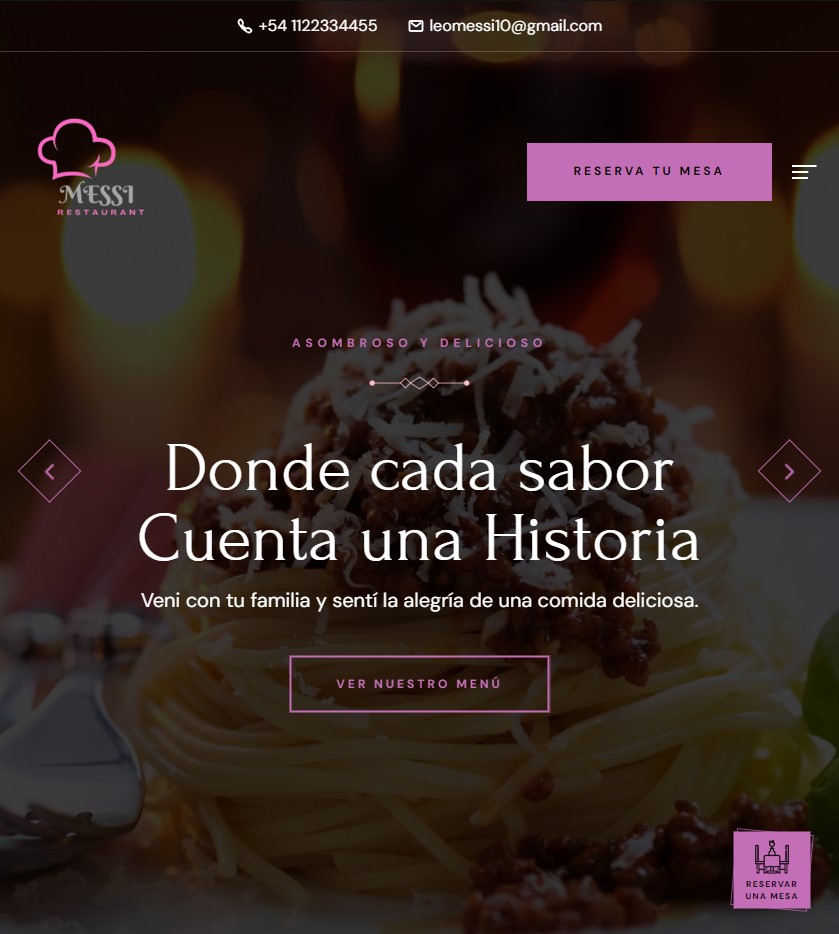 +54 1122334455
leomessi10@gmail.com
MESSI
RESTAURANT
RESERVA TU MESA
ASOMBROSO Y DELICIOSO
Donde cada sabor
Cuenta una Historia
Veni con tu familia y sentí la alegría de una comida deliciosa.
VER NUESTRO MENÚ
RESERVAR
UNA MESA